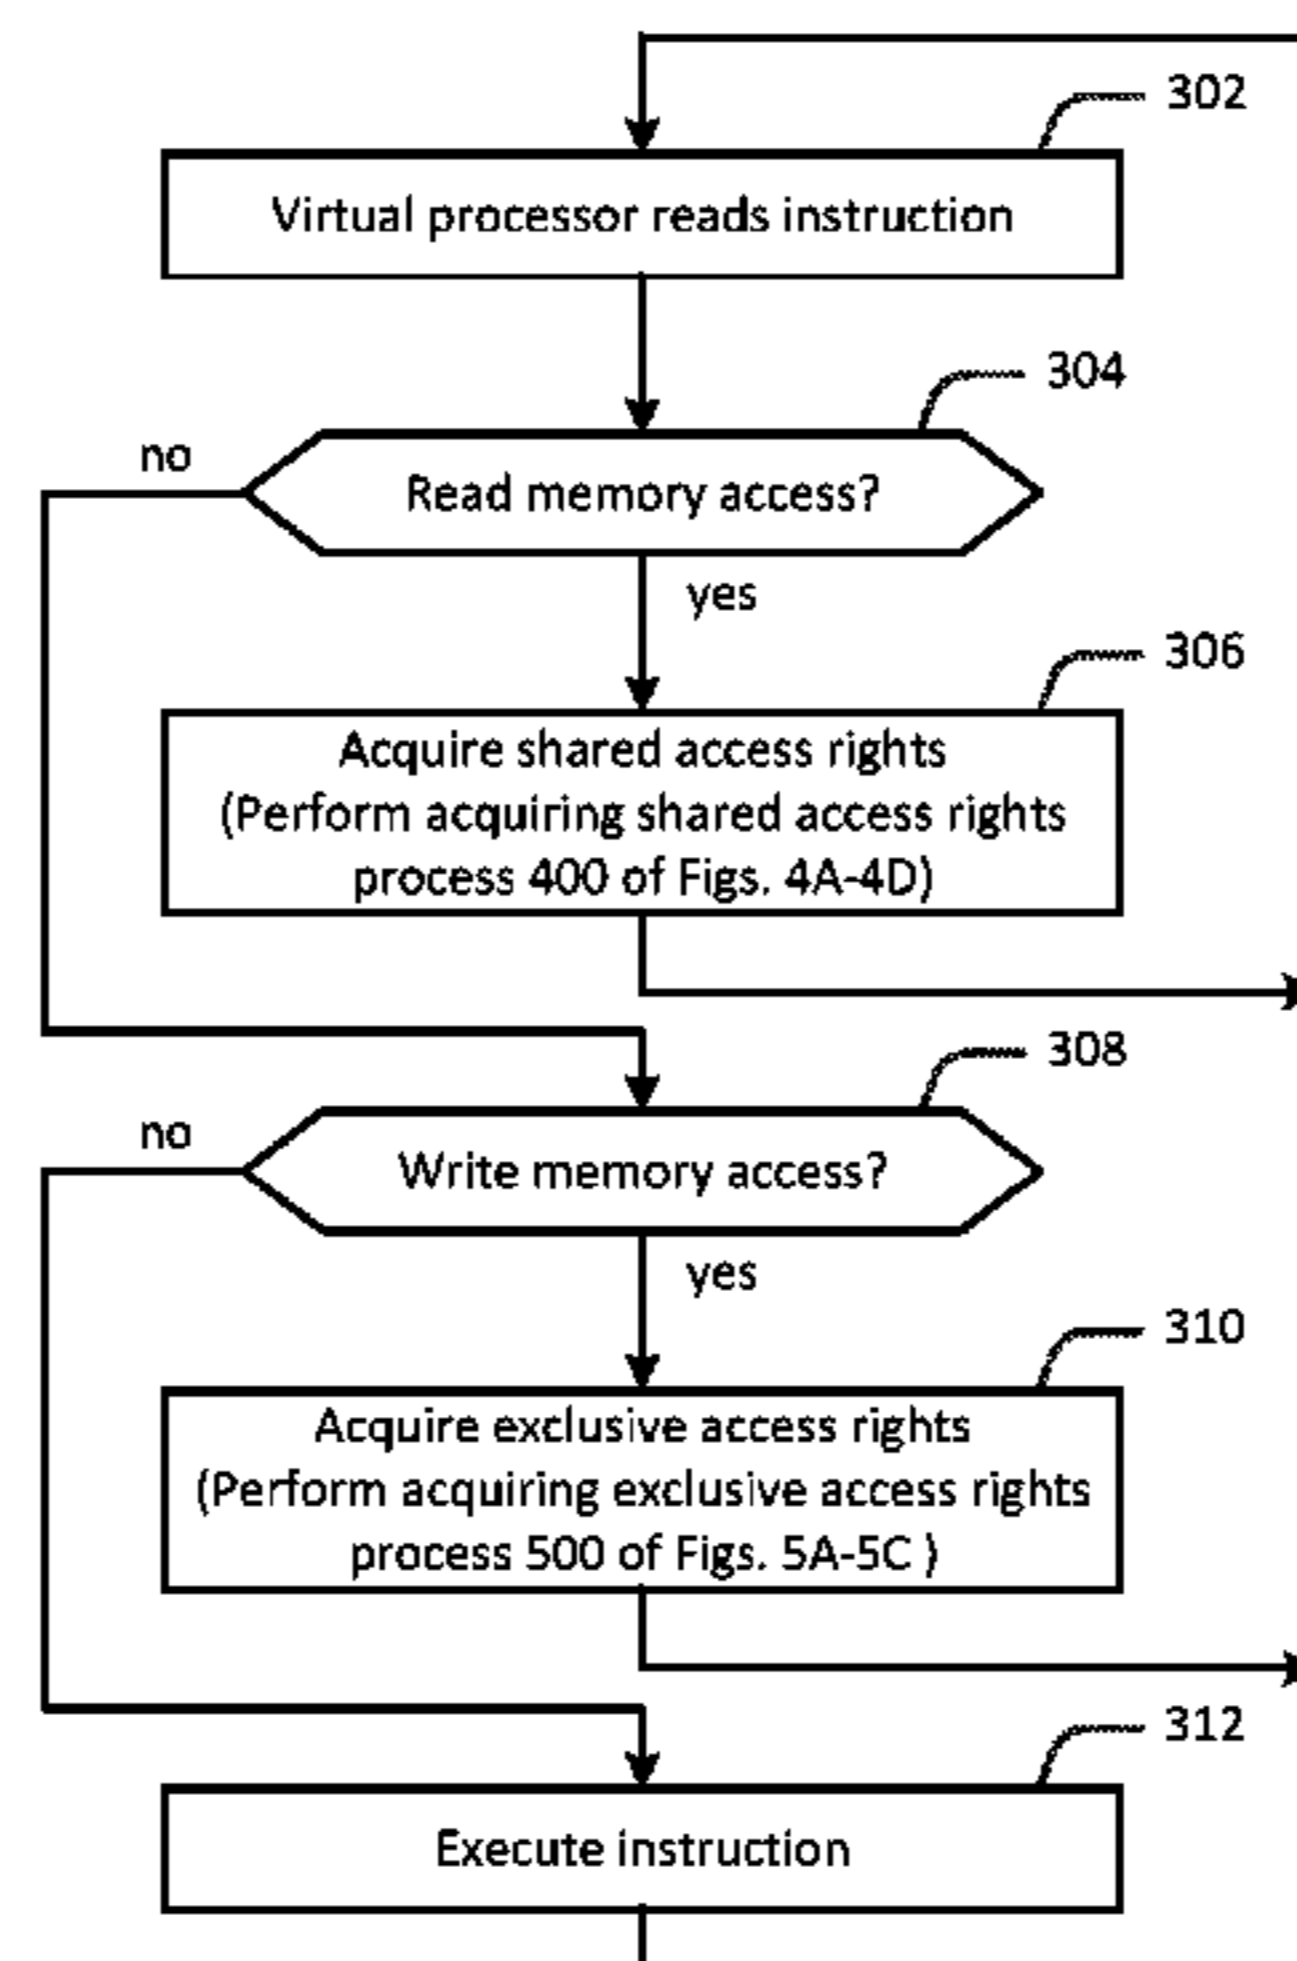 302
Virtual processor reads instruction
304
no
Read memory access?
yes
306
Acquire shared access rights
(Perform acquiring shared access rights
process 400 of Figs. 4A-4D)
308
no
Write memory access?
yes
310
Acquire exclusive access rights
(Perform acquiring exclusive access rights
process 500 of Figs. 5A-5C )
312
Execute instruction